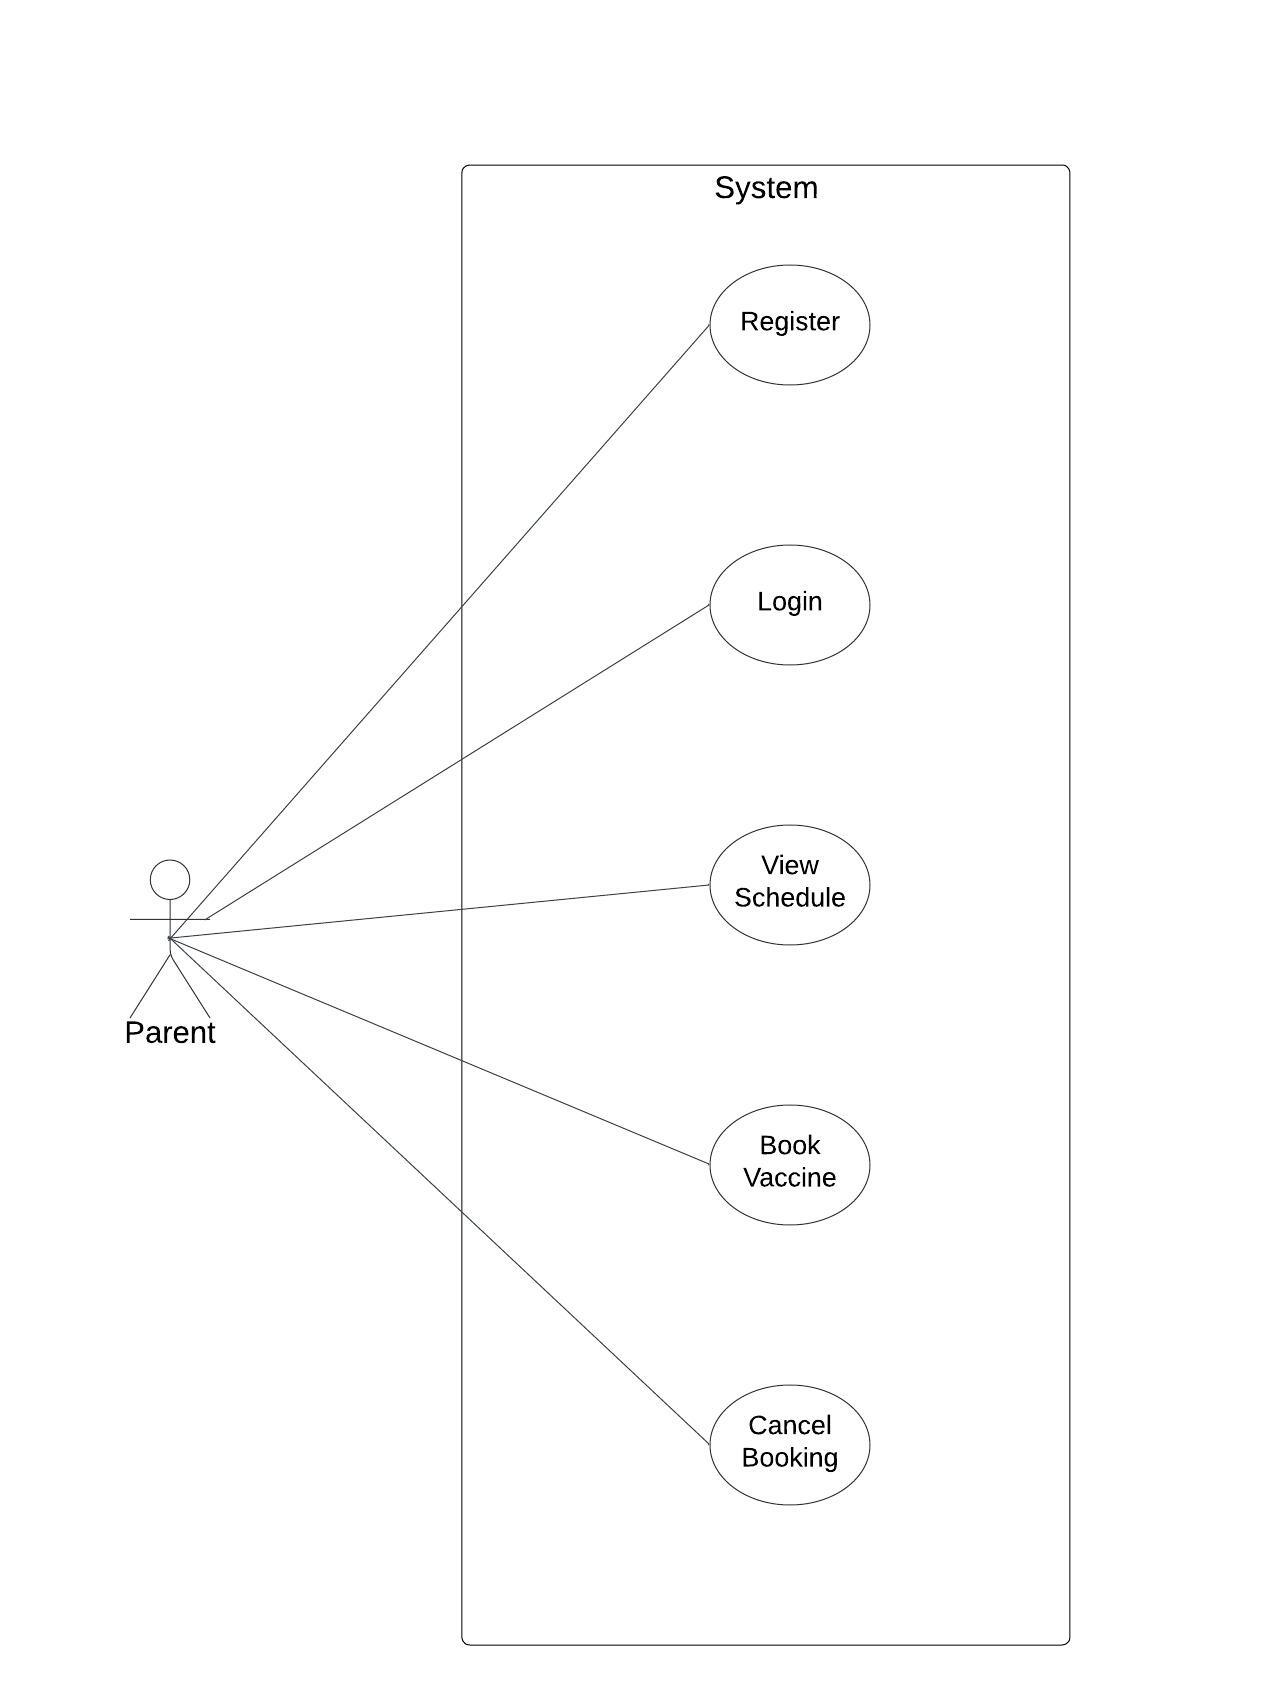 System
Register
Login
View
Schedule
Parent
Book
Vaccine
Cancel
Booking